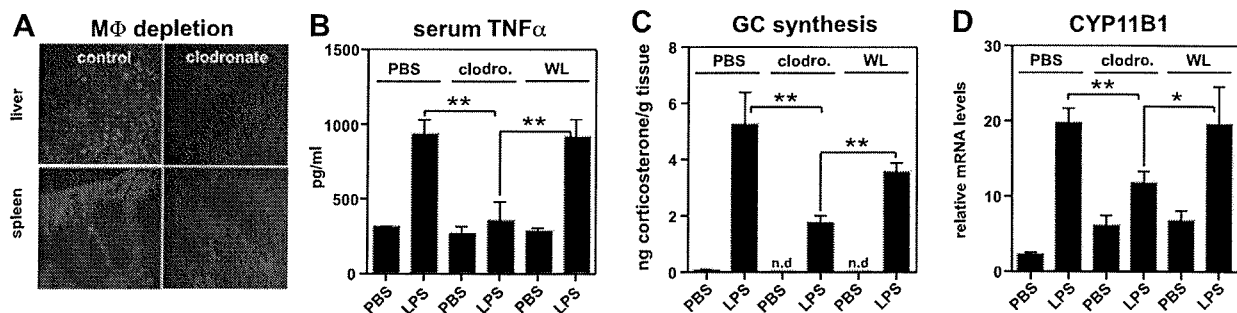 A
MΦ depletion
control
clodronate
liver
spleen
B
serum TNFα
1500
1000
500
0
pg/ml
PBS
clodro.
WL
**
**
PBS
LPS
PBS
LPS
PBS
LPS
C
GC synthesis
8
6
4
2
0
ng corticosterone/g tissue
PBS
clodro.
WL
**
**
n.d
n.d
PBS
LPS
PBS
LPS
PBS
LPS
D
CYP11B1
30
20
10
0
relative mRNA levels
PBS
clodro.
WL
**
*
PBS
LPS
PBS
LPS
PBS
LPS